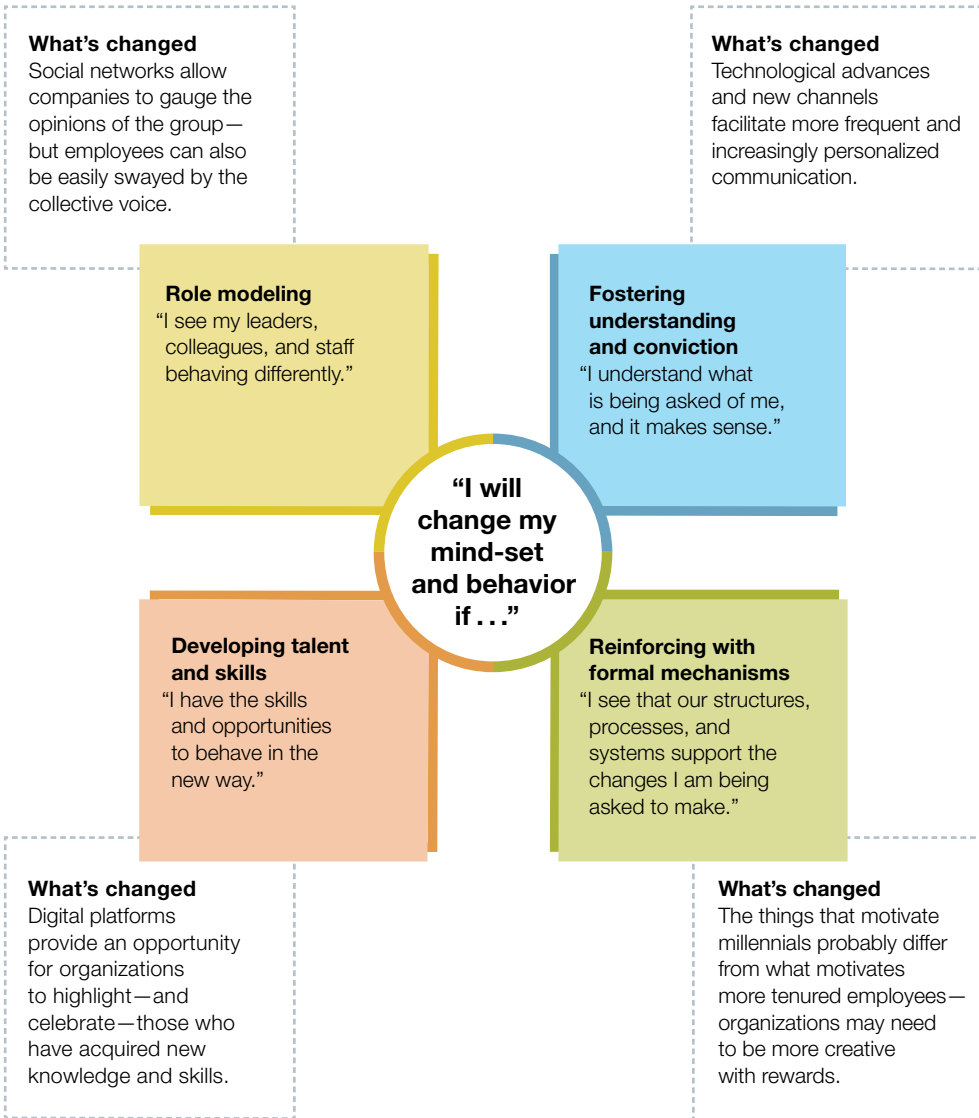 What’s changed
Social networks allow
companies to gauge the
opinions of the group—
but employees can also
be easily swayed by the
collective voice.
What’s changed
Technological advances
and new channels
facilitate more frequent and
increasingly personalized
communication.
Role modeling
“I see my leaders,
colleagues, and staff
behaving differently.”
Fostering
understanding
and conviction
“I understand what
is being asked of me,
and it makes sense.”
“I will
change my
mind-set
and behavior
if . . .”
Developing talent
and skills
“I have the skills
and opportunities
to behave in the
new way.”
Reinforcing with
formal mechanisms
“I see that our structures,
processes, and
systems support the
changes I am being
asked to make.”
What’s changed
Digital platforms
provide an opportunity
for organizations
to highlight—and
celebrate—those who
have acquired new
knowledge and skills.
What’s changed
The things that motivate
millennials probably differ
from what motivates
more tenured employees—
organizations may need
to be more creative
with rewards.